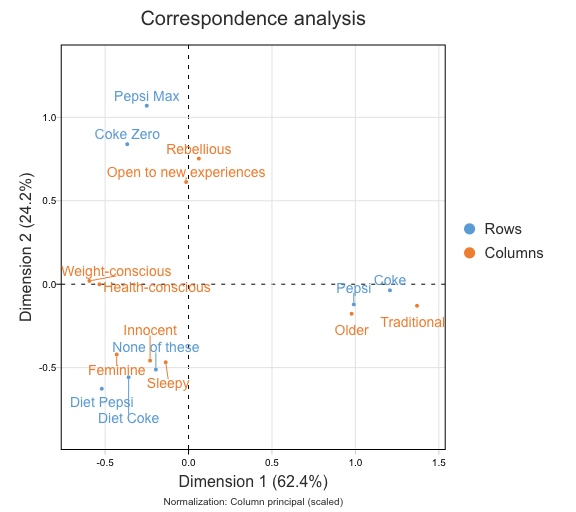 Correspondence analysis
Pepsi Max
1.0
Coke Zero
Rebellious
Open to new experiences
0.5
Rows
Columns
Dimension 2 (24.2%)
Weight-conscious
Health-conscious
0.0
Coke
Pepsi
Traditional
Older
Innocent
None of these
-0.5
Feminine
Sleepy
Diet Pepsi
Diet Coke
-0.5 0.0 0.5 1.0 1.5
Dimension 1 (62.4%)
Normalization: Column principal (scaled)